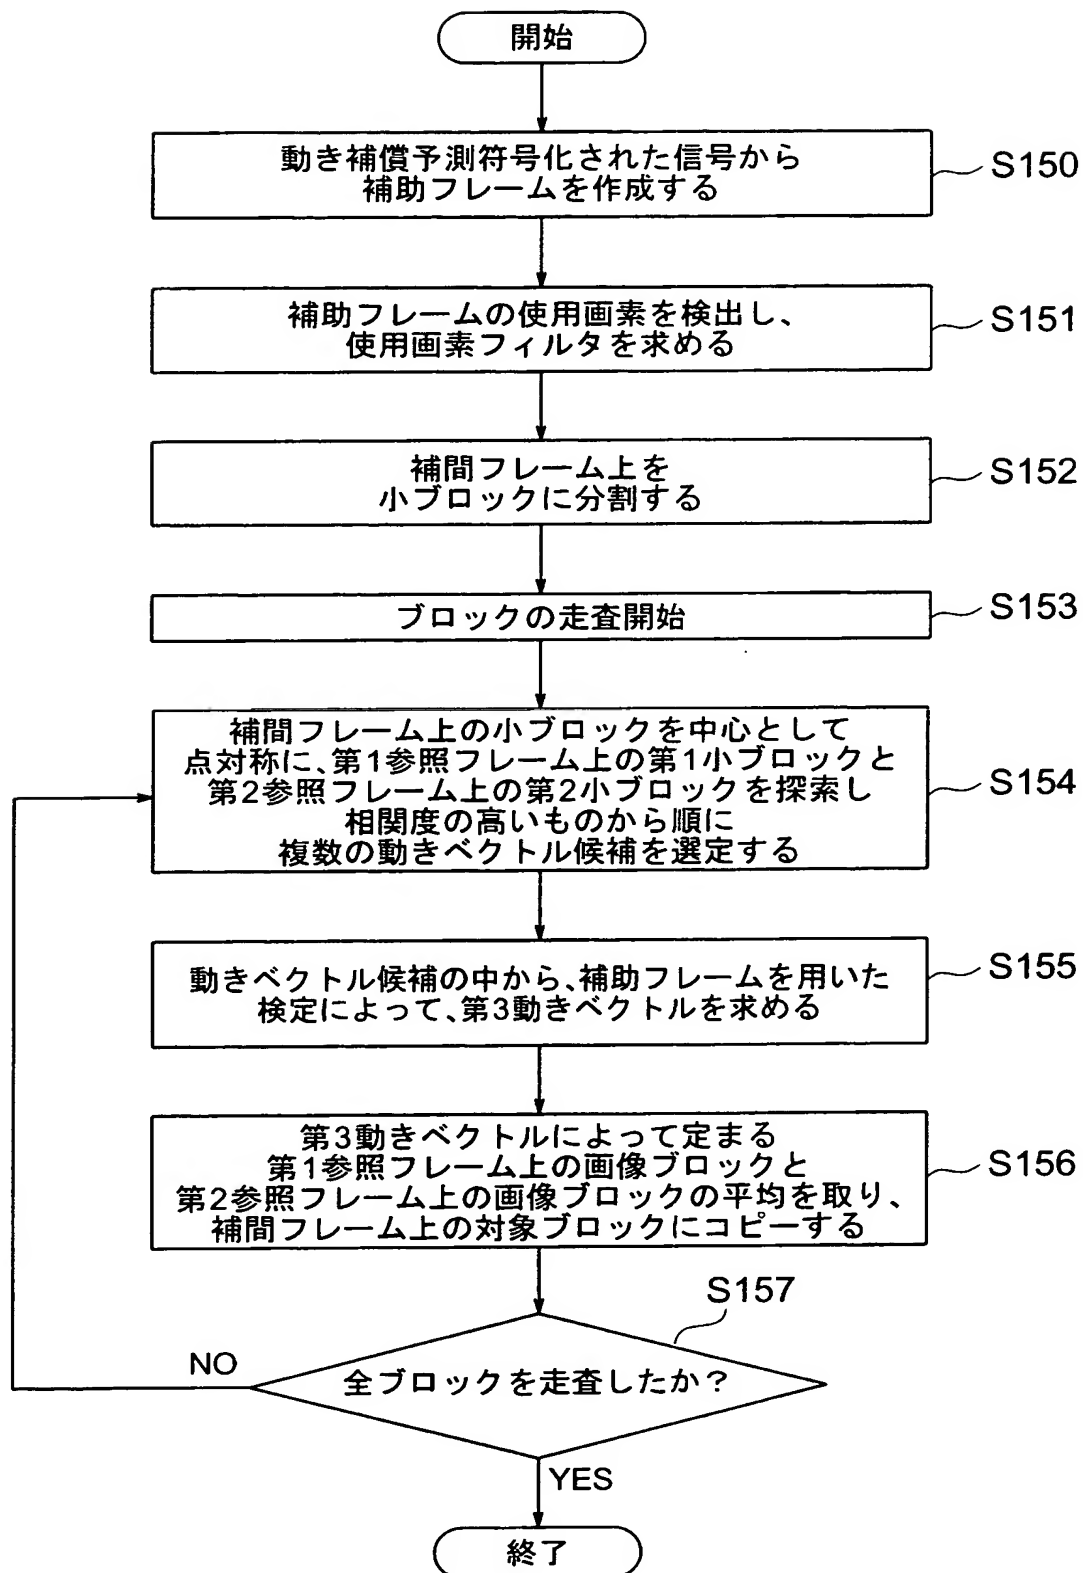 開始
動き補償予測符号化された信号から
補助フレームを作成する
S150
補助フレームの使用画素を検出し、
使用画素フィルタを求める
S151
補間フレーム上を
小ブロックに分割する
S152
ブロックの走査開始
S153
補間フレーム上の小ブロックを中心として
点対称に、第1参照フレーム上の第1小ブロックと
第2参照フレーム上の第2小ブロックを探索し
相関度の高いものから順に
複数の動きベクトル候補を選定する
S154
動きベクトル候補の中から、補助フレームを用いた
検定によって、第3動きベクトルを求める
S155
第3動きベクトルによって定まる
第1参照フレーム上の画像ブロックと
第2参照フレーム上の画像ブロックの平均を取り、
補間フレーム上の対象ブロックにコピーする
S156
S157
全ブロックを走査したか？
NO
YES
終了